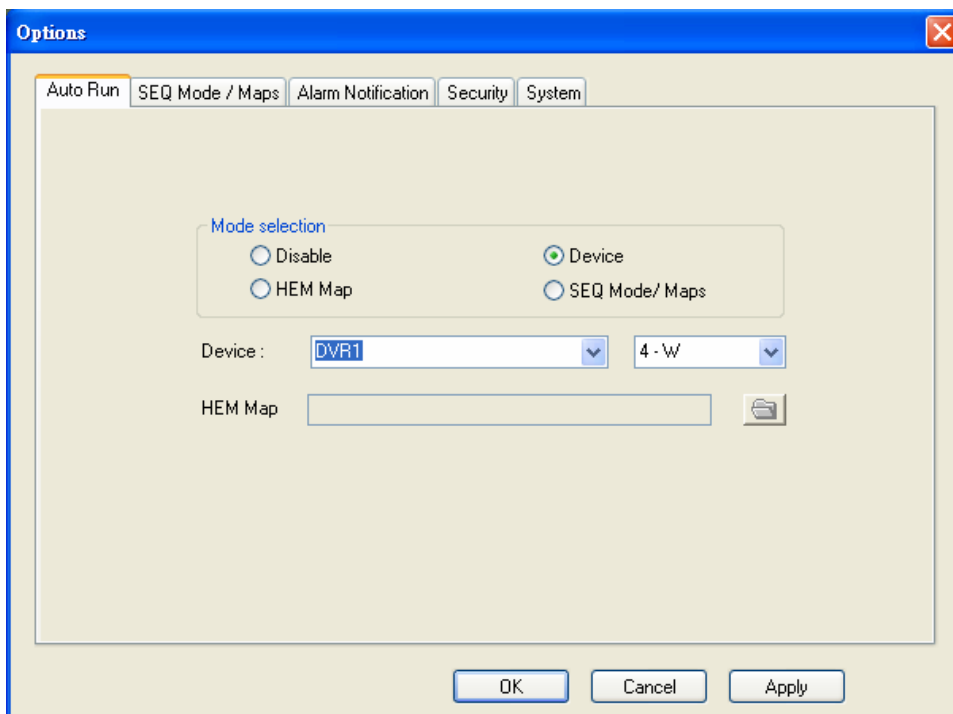 Options
Auto Run SEQ Mode / Maps Alarm Notification Security System
Mode selection
Disable Device
HEM Map SEQ Mode/ Maps
Device : DVR1 4 - W
HEM Map
OK Cancel Apply